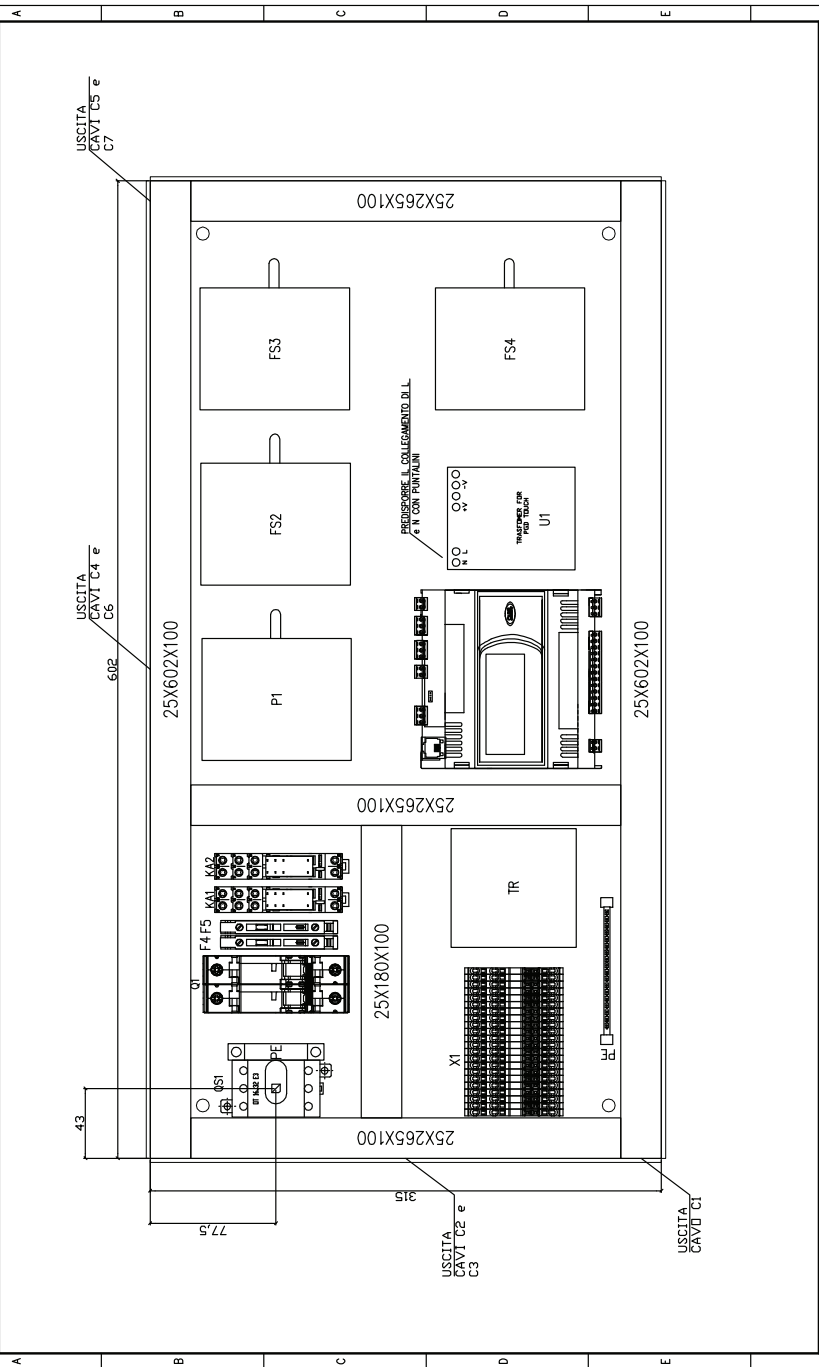 A
B
C
D
E
USCITA
CAVI C5 e
C7
USCITA
CAVI C4 e
C6
602
25X602X100
25X265X100
FS3
FS4
FS2
PREDISPORRE IL COLLEGAMENTO DI L
e N CON PUNTALINI
N L
+V -V
TRASFOMER FOR
PGD TOUCH
U1
P1
25X602X100
25X265X100
KA2
KA1
F4 F5
Q1
25X180X100
TR
X1
PE
QS1
PE
43
25X265X100
315
77,5
USCITA
CAVI C2 e
C3
USCITA
CAVO C1
A
B
C
D
E